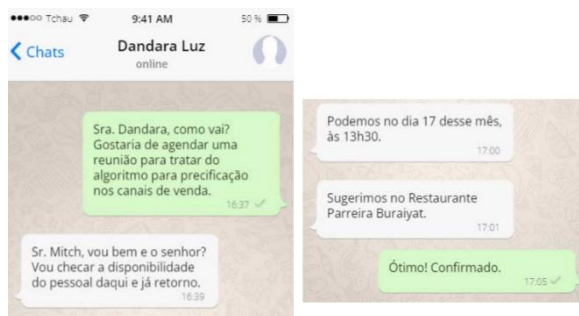 Tchau 9:41 AM 50 %
Chats Dandara Luz
online
Sra. Dandara, como vai?
Gostaria de agendar uma
reunião para tratar do
algoritmo para precificação
nos canais de venda.
16:37
Sr. Mitch, vou bem e o senhor?
Vou checar a disponibilidade
do pessoal daqui e já retorno.
16:39
Podemos no dia 17 desse mês,
às 13h30.
17:00
Sugerimos no Restaurante
Parreira Buraiyat.
17:01
Ótimo! Confirmado.
17:05